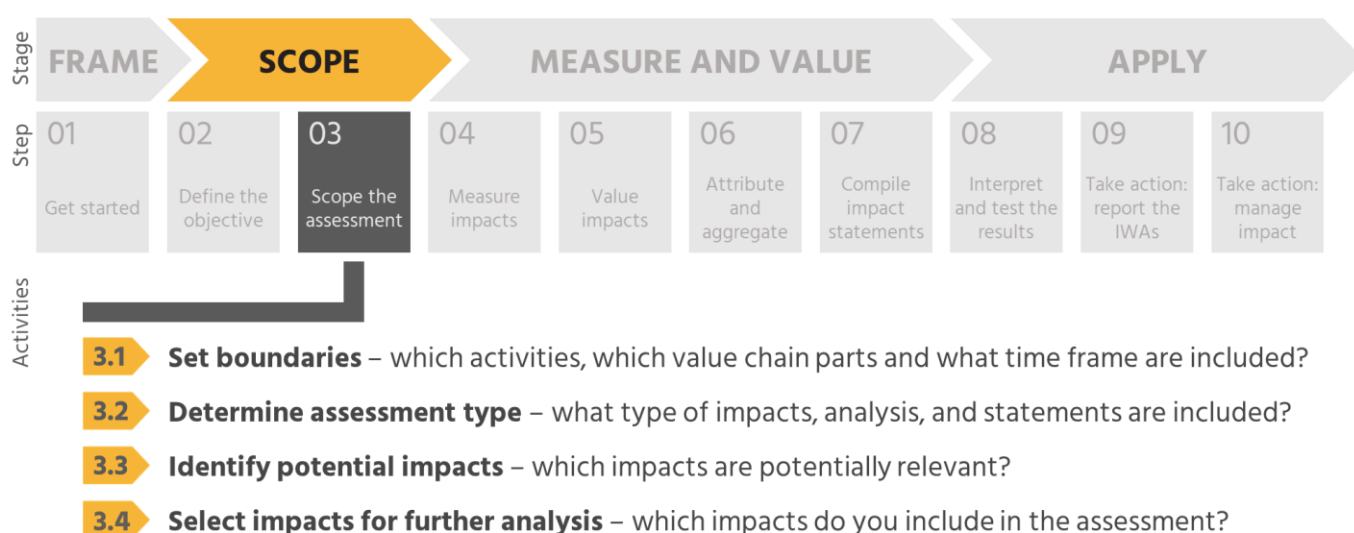 Stage
FRAME
SCOPE
MEASURE AND VALUE
APPLY
Step
01
Get started
02
Define the
objective
03
Scope the
assessment
04
Measure
impacts
05
Value
impacts
06
Attribute
and
aggregate
07
Compile
impact
statements
08
Interpret
and test the
results
09
Take action:
report the
IWAs
10
Take action:
manage
impact
Activities
3.1 Set boundaries – which activities, which value chain parts and what time frame are included?
3.2 Determine assessment type – what type of impacts, analysis, and statements are included?
3.3 Identify potential impacts – which impacts are potentially relevant?
3.4 Select impacts for further analysis – which impacts do you include in the assessment?